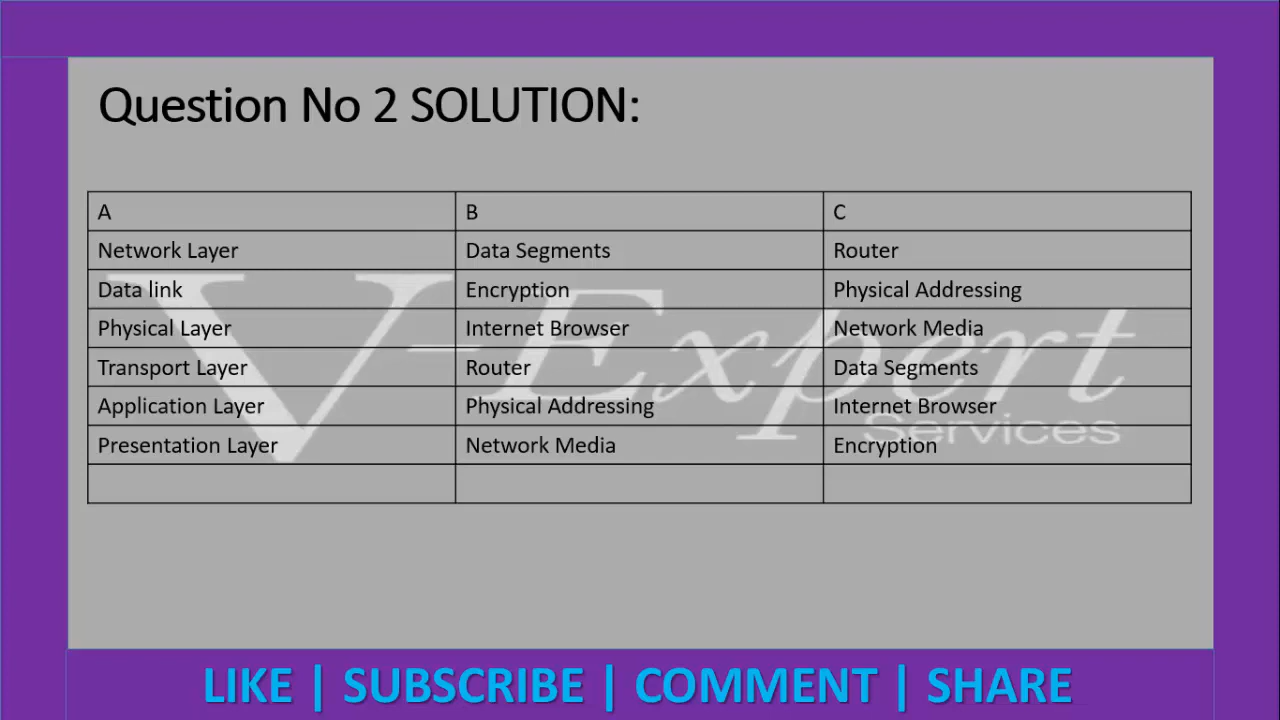 Question No 2 SOLUTION:
A B C
Network Layer Data Segments Router
Data link Encryption Physical Addressing
Physical Layer Internet Browser Network Media
Transport Layer Router Data Segments
Application Layer Physical Addressing Internet Browser
Presentation Layer Network Media Encryption
V-Expert
Services
LIKE | SUBSCRIBE | COMMENT | SHARE